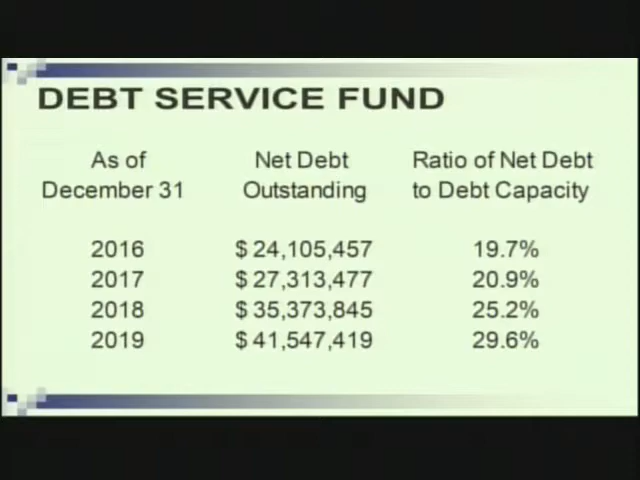 DEBT SERVICE FUND
As of Net Debt Ratio of Net Debt
December 31 Outstanding to Debt Capacity
2016 $ 24,105,457 19.7%
2017 $ 27,313,477 20.9%
2018 $ 35,373,845 25.2%
2019 $ 41,547,419 29.6%